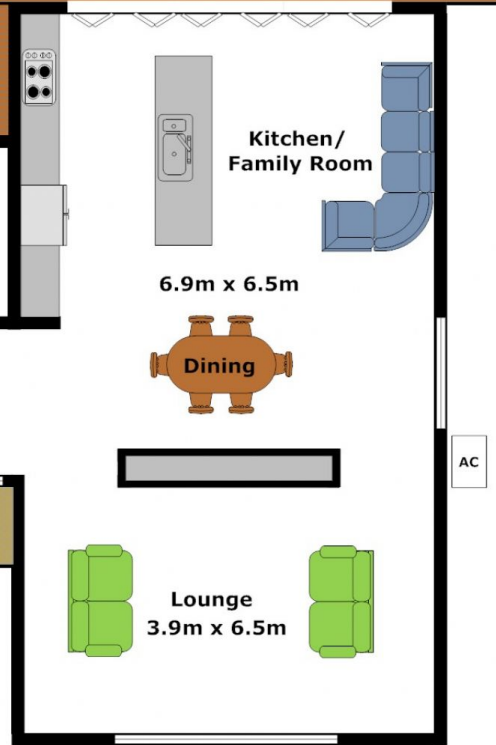 Kitchen/
Family Room
6.9m x 6.5m
Dining
AC
Lounge
3.9m x 6.5m